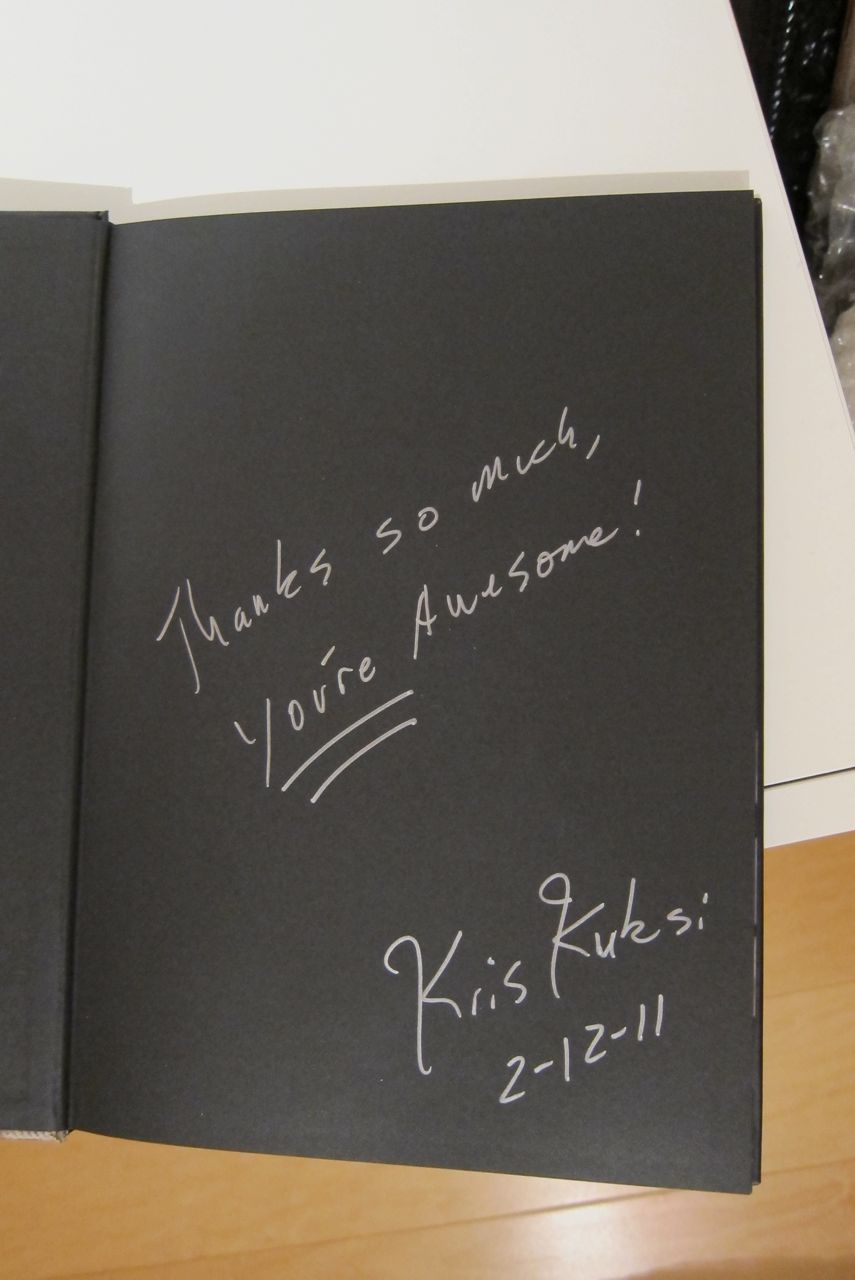 Thanks so much,
You're Awesome!
Kris Kuksi
2-12-11